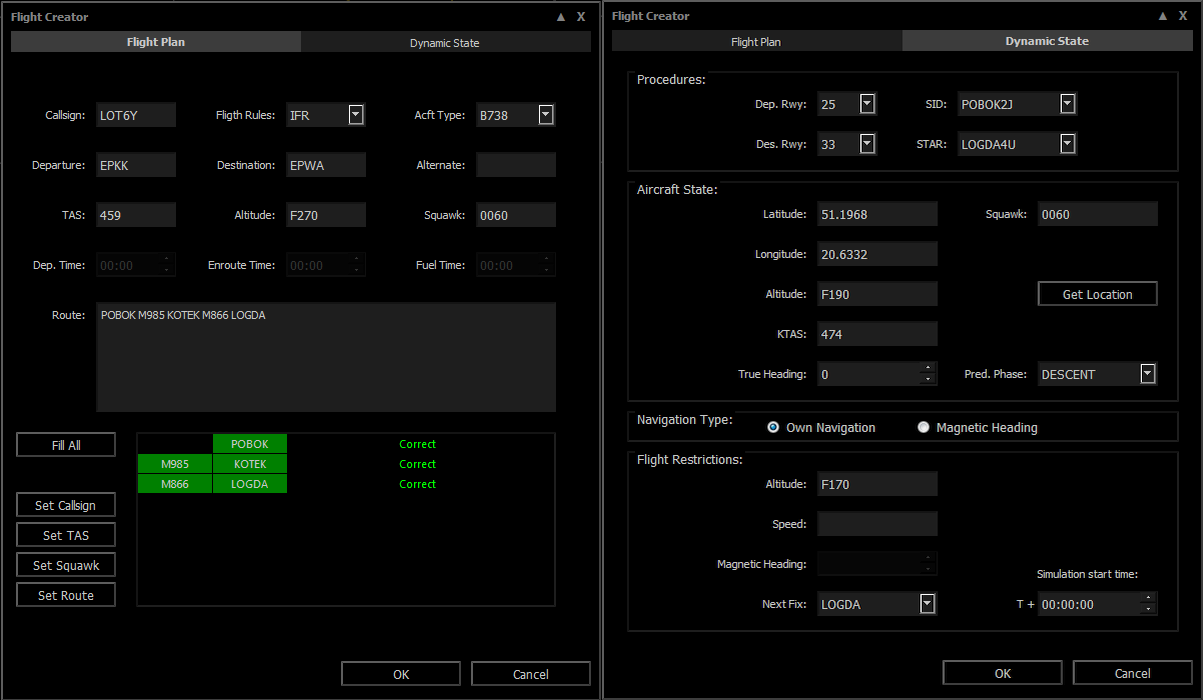 Flight Creator ▲ X
Flight Plan Dynamic State
Callsign: LOT6Y Fligth Rules: IFR Acft Type: B738
Departure: EPKK Destination: EPWA Alternate:
TAS: 459 Altitude: F270 Squawk: 0060
Dep. Time: 00:00 Enroute Time: 00:00 Fuel Time: 00:00
Route: POBOK M985 KOTEK M866 LOGDA
Fill All
POBOK Correct
M985 KOTEK Correct
M866 LOGDA Correct
Set Callsign
Set TAS
Set Squawk
Set Route
OK Cancel
Flight Creator ▲ X
Flight Plan Dynamic State
Procedures:
Dep. Rwy: 25 SID: POBOK2J
Des. Rwy: 33 STAR: LOGDA4U
Aircraft State:
Latitude: 51.1968 Squawk: 0060
Longitude: 20.6332
Altitude: F190 Get Location
KTAS: 474
True Heading: 0 Pred. Phase: DESCENT
Navigation Type: Own Navigation Magnetic Heading
Flight Restrictions:
Altitude: F170
Speed:
Magnetic Heading:
Simulation start time:
Next Fix: LOGDA T + 00:00:00
OK Cancel